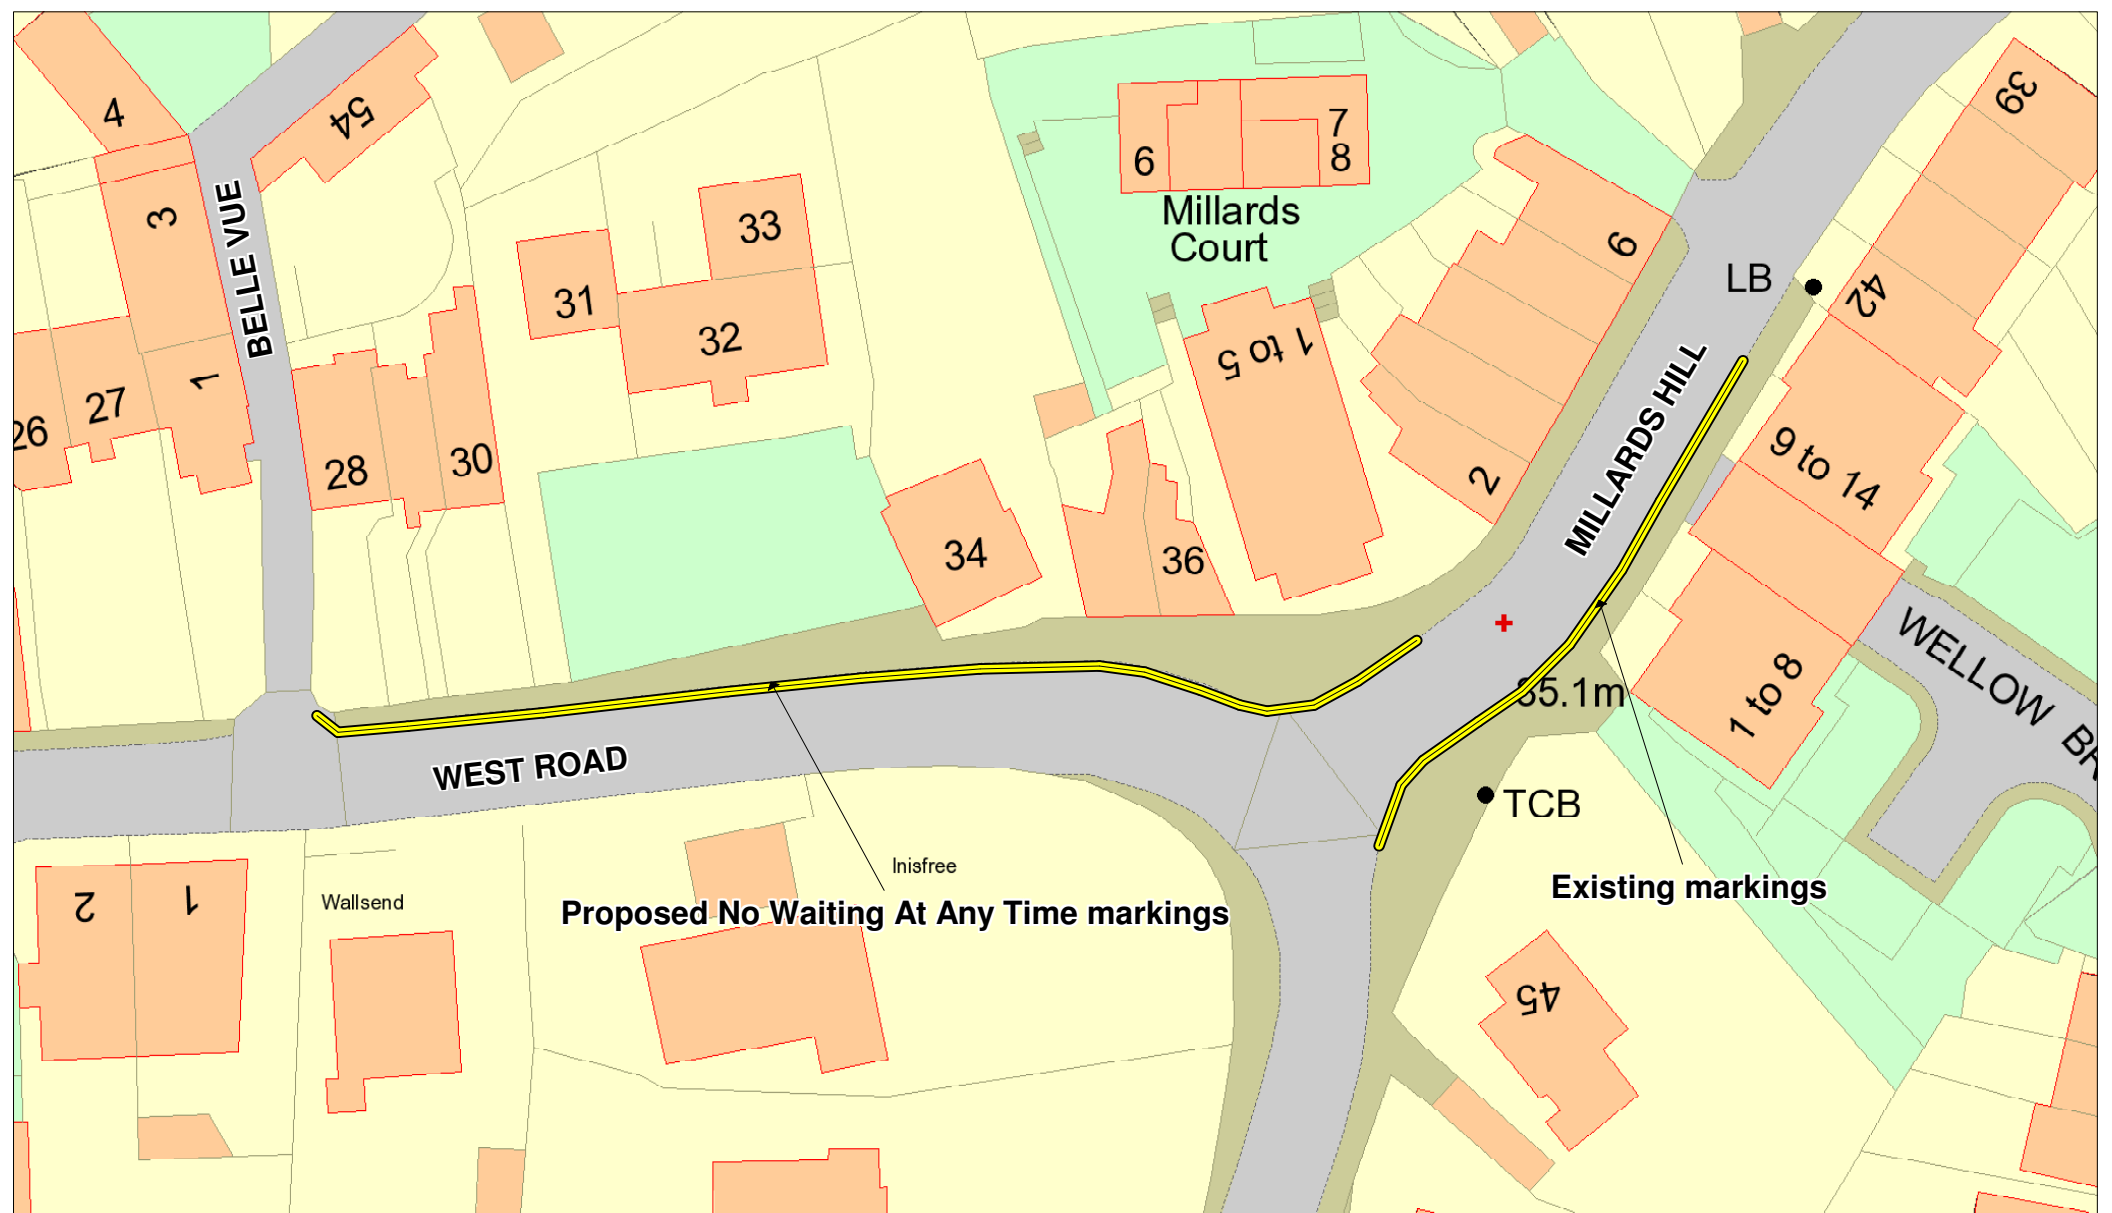 4
54
39
3
BELLE VUE
6
7
8
Millards
Court
33
31
32
6
LB
42
1 to 5
27
1
26
28
30
MILLARDS HILL
9 to 14
2
34
36
WELLOW
1 to 8
85.1m
WEST ROAD
TCB
Inisfree
Existing markings
2
1
Wallsend
Proposed No Waiting At Any Time markings
45